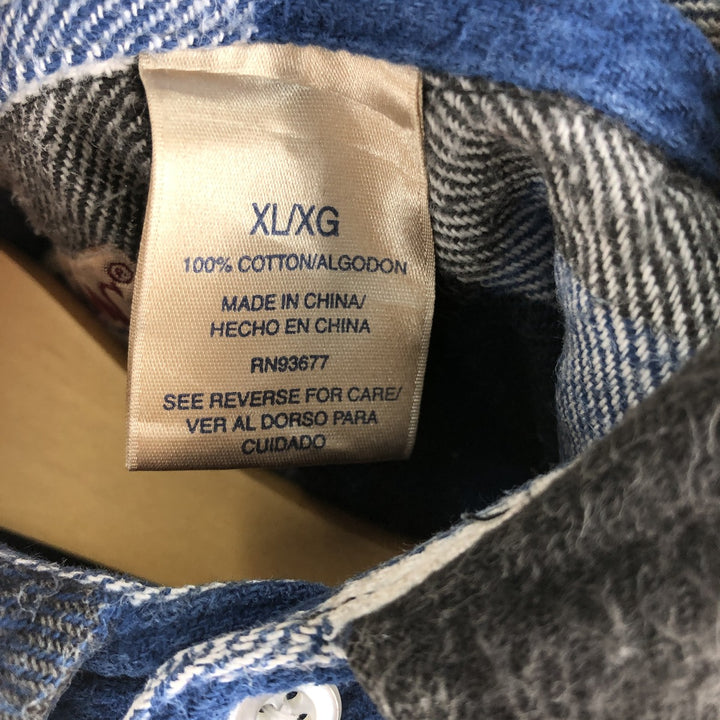 XL/XG
100% COTTON/ALGODON
MADE IN CHINA/
HECHO EN CHINA
RN93677
SEE REVERSE FOR CARE/
VER AL DORSO PARA
CUIDADO
®